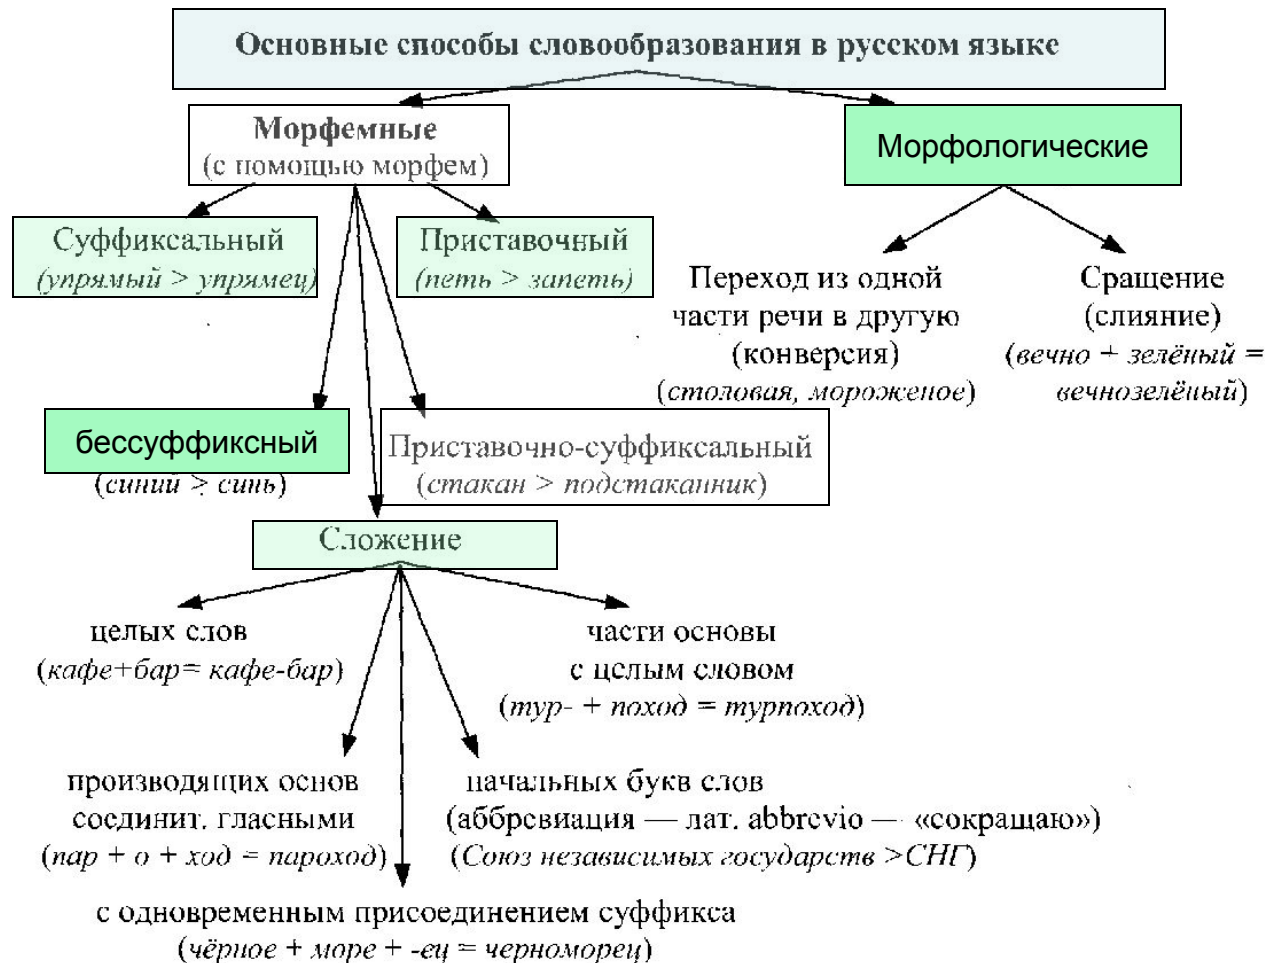 Основные способы словообразования в русском языке
Морфемные
(с помощью морфем)
Морфологические
Суффиксальный
(упрямый > упрямец)
Приставочный
(петь > запеть)
Переход из одной
части речи в другую
(конверсия)
(столовая, мороженое)
Сращение
(слияние)
(вечно + зелёный =
вечнозелёный)
бессуффиксный
(синий > синь)
Приставочно-суффиксальный
(стакан > подстаканник)
Сложение
целых слов
(кафе+бар= кафе-бар)
части основы
с целым словом
(тур- + поход = турпоход)
производящих основ
соединит. гласными
(пар + о + ход = пароход)
начальных букв слов
(аббревиация — лат. abbrevio — «сокращаю»)
(Союз независимых государств >СНГ)
с одновременным присоединением суффикса
(чёрное + море + -ец = черноморец)